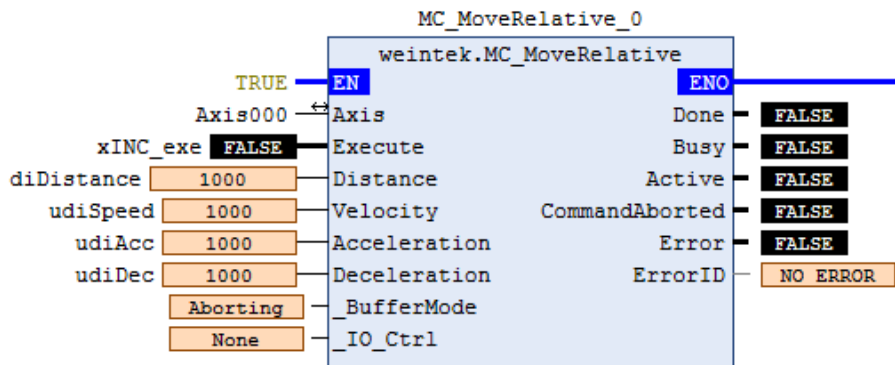 MC_MoveRelative_0
weintek.MC_MoveRelative
TRUE EN ENO
Axis000 Axis Done FALSE
xINC_exe FALSE Execute Busy FALSE
diDistance 1000 Distance Active FALSE
udiSpeed 1000 Velocity CommandAborted FALSE
udiAcc 1000 Acceleration Error FALSE
udiDec 1000 Deceleration ErrorID NO ERROR
Aborting _BufferMode
None _IO_Ctrl